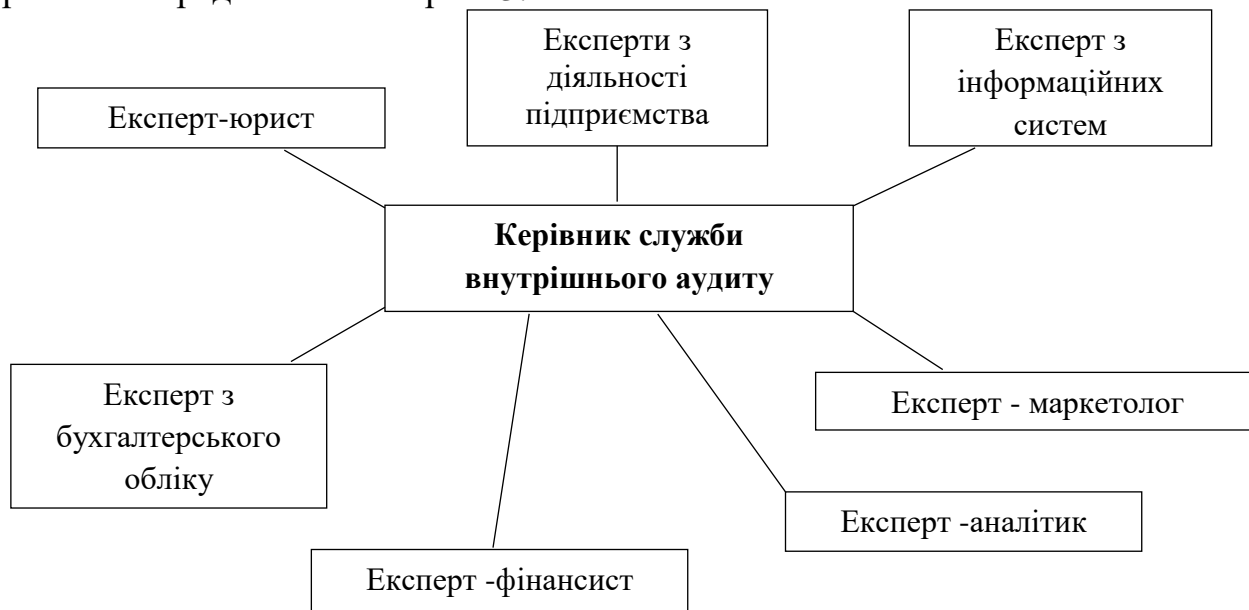 Експерти з
діяльності
підприємства
Експерт з
інформаційних
систем
Експерт-юрист
Керівник служби
внутрішнього аудиту
Експерт з
бухгалтерського
обліку
Експерт - маркетолог
Експерт -аналітик
Експерт -фінансист